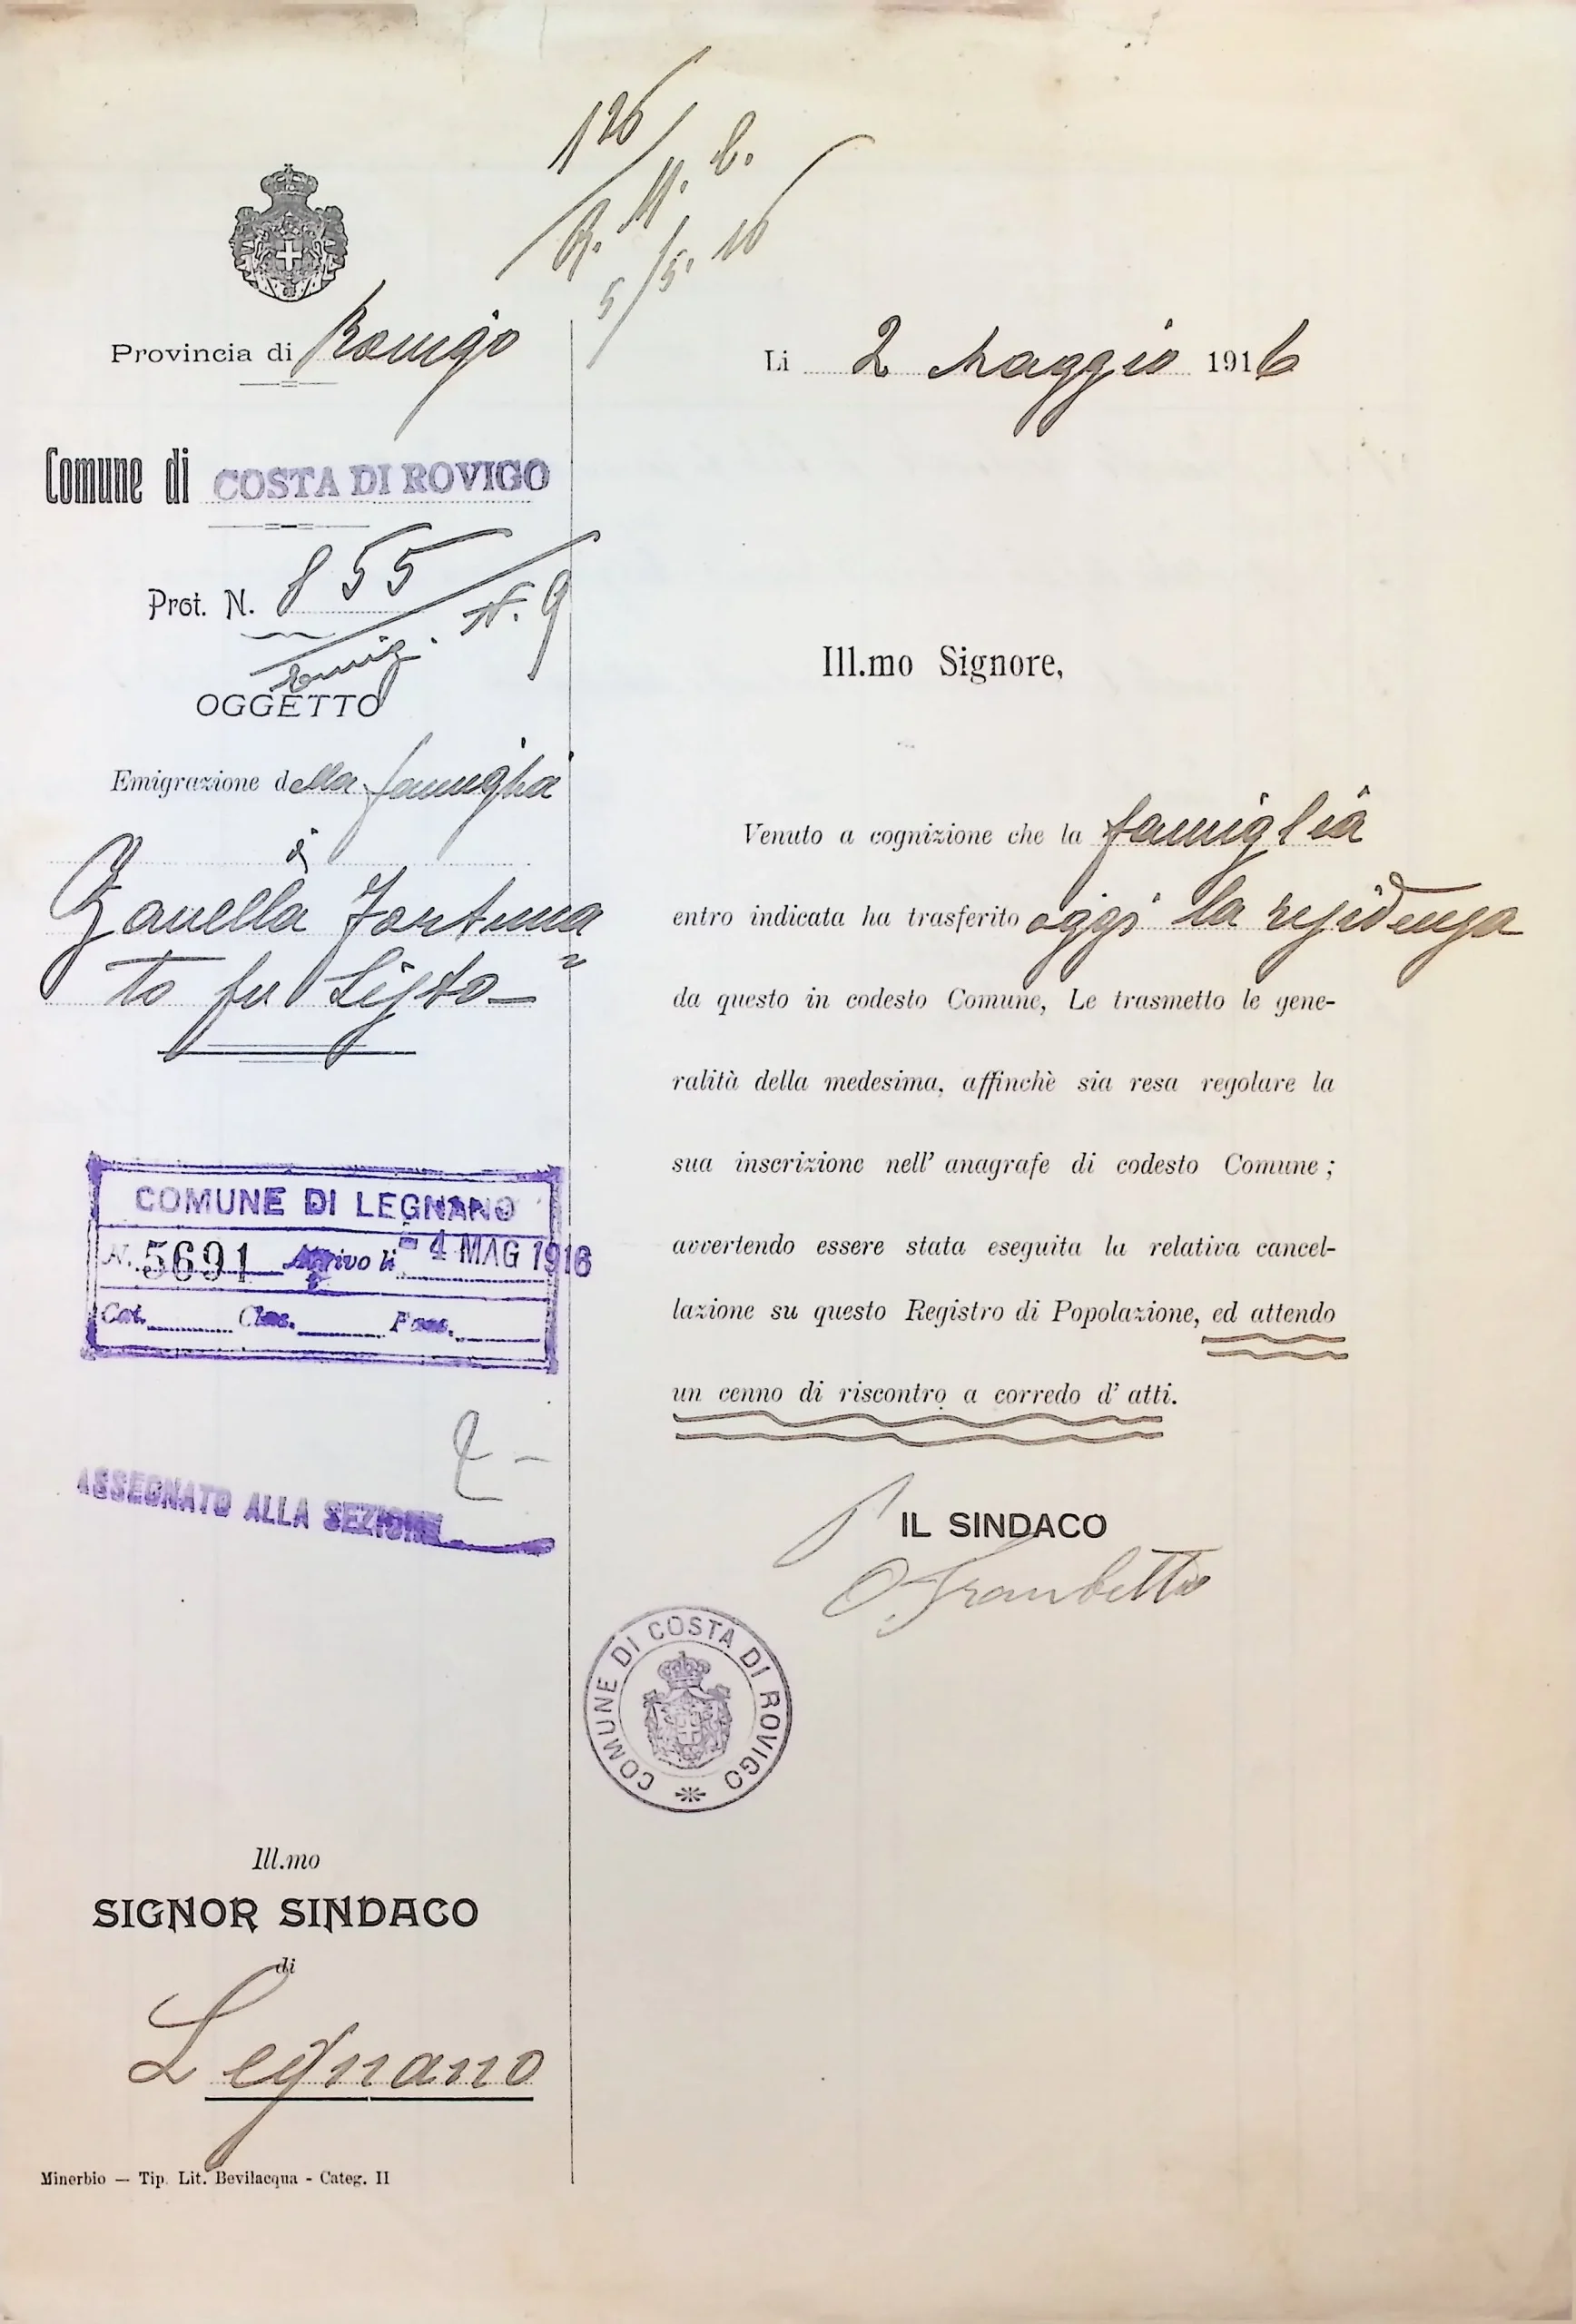 126
5/5. 16
Provincia di Rovigo
Li 2 Maggio 1916
Comune di COSTA DI ROVIGO
Prot. N. 855
Emig. N. 9
OGGETTO
Emigrazione della famiglia
di
Zanella Fortuna
to fu Sisto
COMUNE DI LEGNANO
N. 5691 Arrivo li - 4 MAG 1916
Cat. Clas. Fasc.
ASSEGNATO ALLA SEZIONE
Ill.mo
SIGNOR SINDACO
di
Legnano
Minerbio — Tip. Lit. Bevilacqua - Categ. II
Ill.mo Signore,
Venuto a cognizione che la famiglia
entro indicata ha trasferito oggi la residenza
da questo in codesto Comune, Le trasmetto le gene-
ralità della medesima, affinchè sia resa regolare la
sua inscrizione nell' anagrafe di codesto Comune ;
avvertendo essere stata eseguita la relativa cancel-
lazione su questo Registro di Popolazione, ed attendo
un cenno di riscontro a corredo d' atti.
IL SINDACO
COMUNE DI COSTA DI ROVIGO